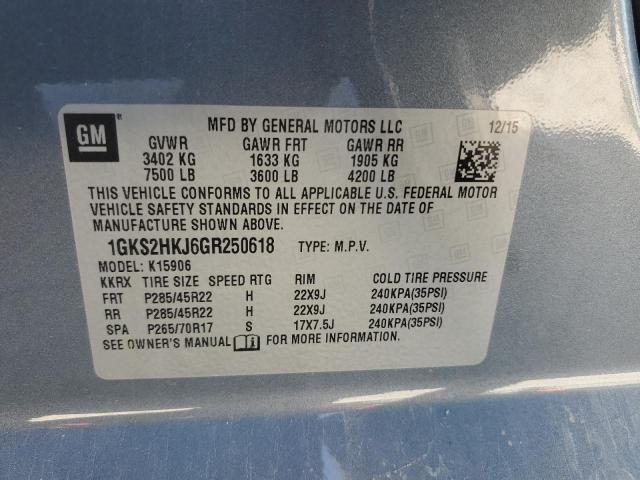 GM
MFD BY GENERAL MOTORS LLC 12/15
GVWR GAWR FRT GAWR RR
3402 KG 1633 KG 1905 KG
7500 LB 3600 LB 4200 LB
THIS VEHICLE CONFORMS TO ALL APPLICABLE U.S. FEDERAL MOTOR
VEHICLE SAFETY STANDARDS IN EFFECT ON THE DATE OF
MANUFACTURE SHOWN ABOVE.
1GKS2HKJ6GR250618 TYPE: M.P.V.
MODEL: K15906
KKRX TIRE SIZE SPEED RTG RIM COLD TIRE PRESSURE
FRT P285/45R22 H 22X9J 240KPA(35PSI)
RR P285/45R22 H 22X9J 240KPA(35PSI)
SPA P265/70R17 S 17X7.5J 240KPA(35PSI)
SEE OWNER'S MANUAL FOR MORE INFORMATION.